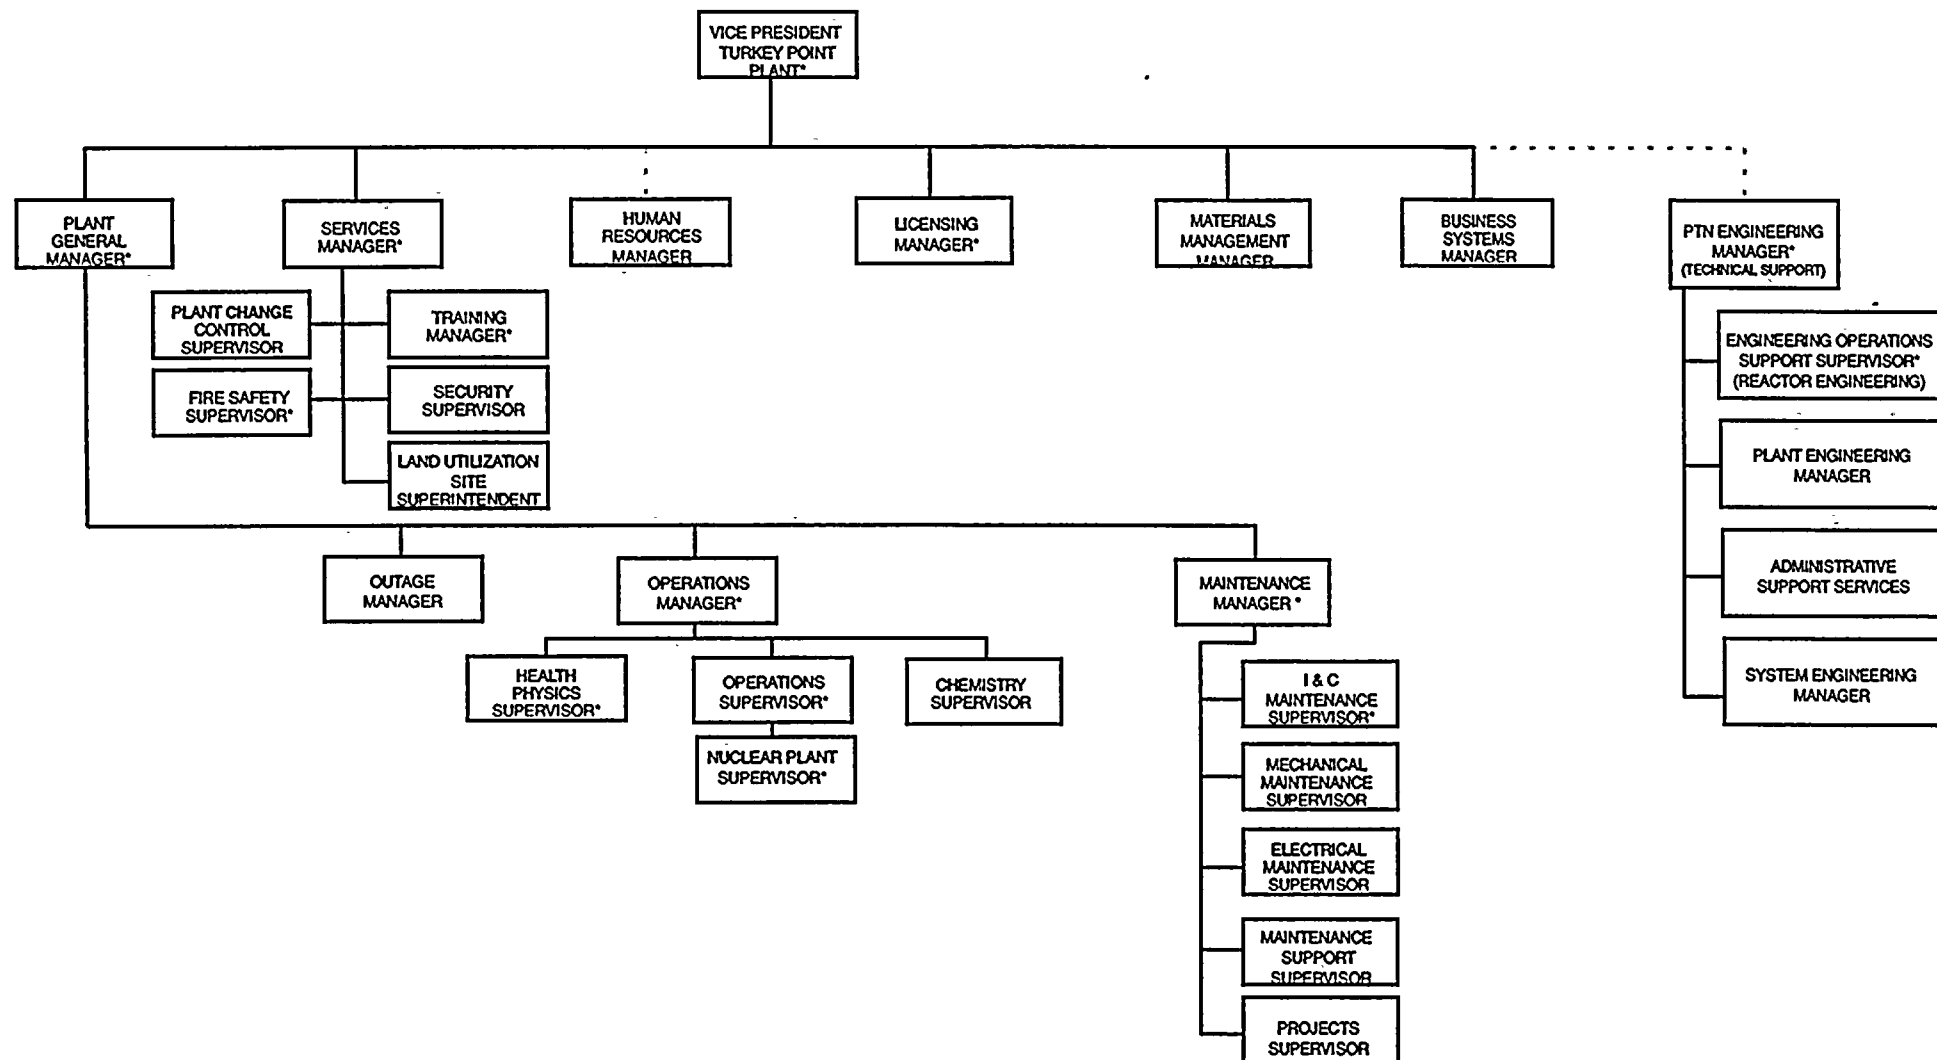 VICE PRESIDENT
TURKEY POINT
PLANT*
PLANT
GENERAL
MANAGER*
SERVICES
MANAGER*
HUMAN
RESOURCES
MANAGER
LICENSING
MANAGER*
MATERIALS
MANAGEMENT
MANAGER
BUSINESS
SYSTEMS
MANAGER
PTN ENGINEERING
MANAGER*
(TECHNICAL SUPPORT)
PLANT CHANGE
CONTROL
SUPERVISOR
TRAINING
MANAGER*
FIRE SAFETY
SUPERVISOR*
SECURITY
SUPERVISOR
LAND UTILIZATION
SITE
SUPERINTENDENT
ENGINEERING OPERATIONS
SUPPORT SUPERVISOR*
(REACTOR ENGINEERING)
PLANT ENGINEERING
MANAGER
ADMINISTRATIVE
SUPPORT SERVICES
SYSTEM ENGINEERING
MANAGER
OUTAGE
MANAGER
OPERATIONS
MANAGER*
MAINTENANCE
MANAGER *
HEALTH
PHYSICS
SUPERVISOR*
OPERATIONS
SUPERVISOR*
CHEMISTRY
SUPERVISOR
NUCLEAR PLANT
SUPERVISOR*
I & C
MAINTENANCE
SUPERVISOR*
MECHANICAL
MAINTENANCE
SUPERVISOR
ELECTRICAL
MAINTENANCE
SUPERVISOR
MAINTENANCE
SUPPORT
SUPERVISOR
PROJECTS
SUPERVISOR